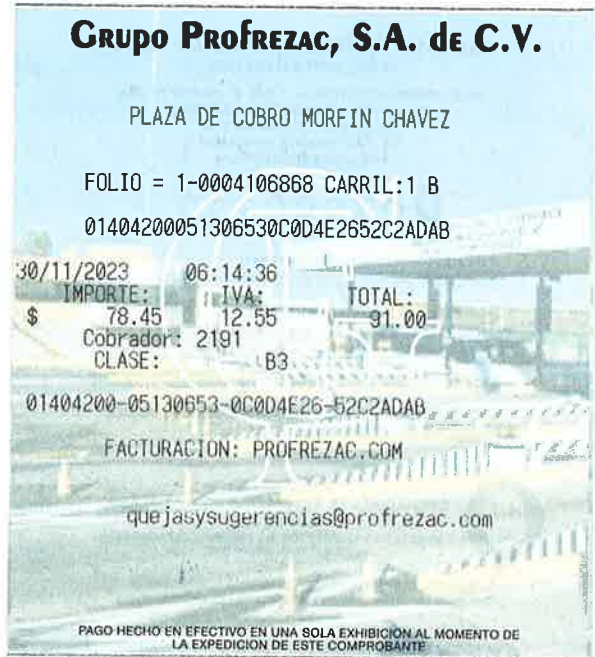 GRUPO PROFREZAC, S.A. DE C.V.
PLAZA DE COBRO MORFIN CHAVEZ
FOLIO = 1-0004106868 CARRIL:1 B
01404200051306530C0D4E2652C2ADAB
30/11/2023 06:14:36
IMPORTE: IVA: TOTAL:
$ 78.45 12.55 91.00
Cobrador: 2191
CLASE: B3
01404200-05130653-0C0D4E26-52C2ADAB
FACTURACION: PROFREZAC.COM
quejasysugerencias@profrezac.com
PAGO HECHO EN EFECTIVO EN UNA SOLA EXHIBICION AL MOMENTO DE
LA EXPEDICION DE ESTE COMPROBANTE